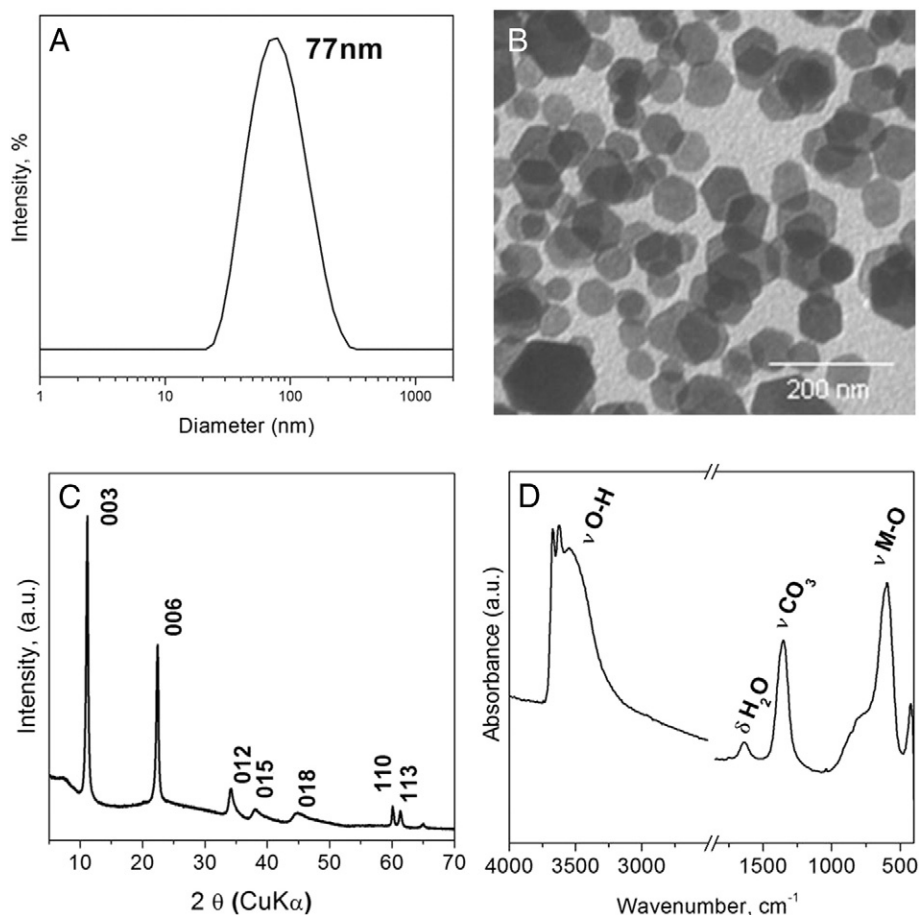 A
77nm
Intensity, %
1 10 100 1000
Diameter (nm)
B
200 nm
C
003
006
012
015
018
110
113
Intensity, (a.u.)
10 20 30 40 50 60 70
2 θ (CuKα)
D
ν O-H
δ H₂O
ν CO₃
ν M-O
Absorbance (a.u.)
4000 3500 3000 1500 1000 500
Wavenumber, cm⁻¹